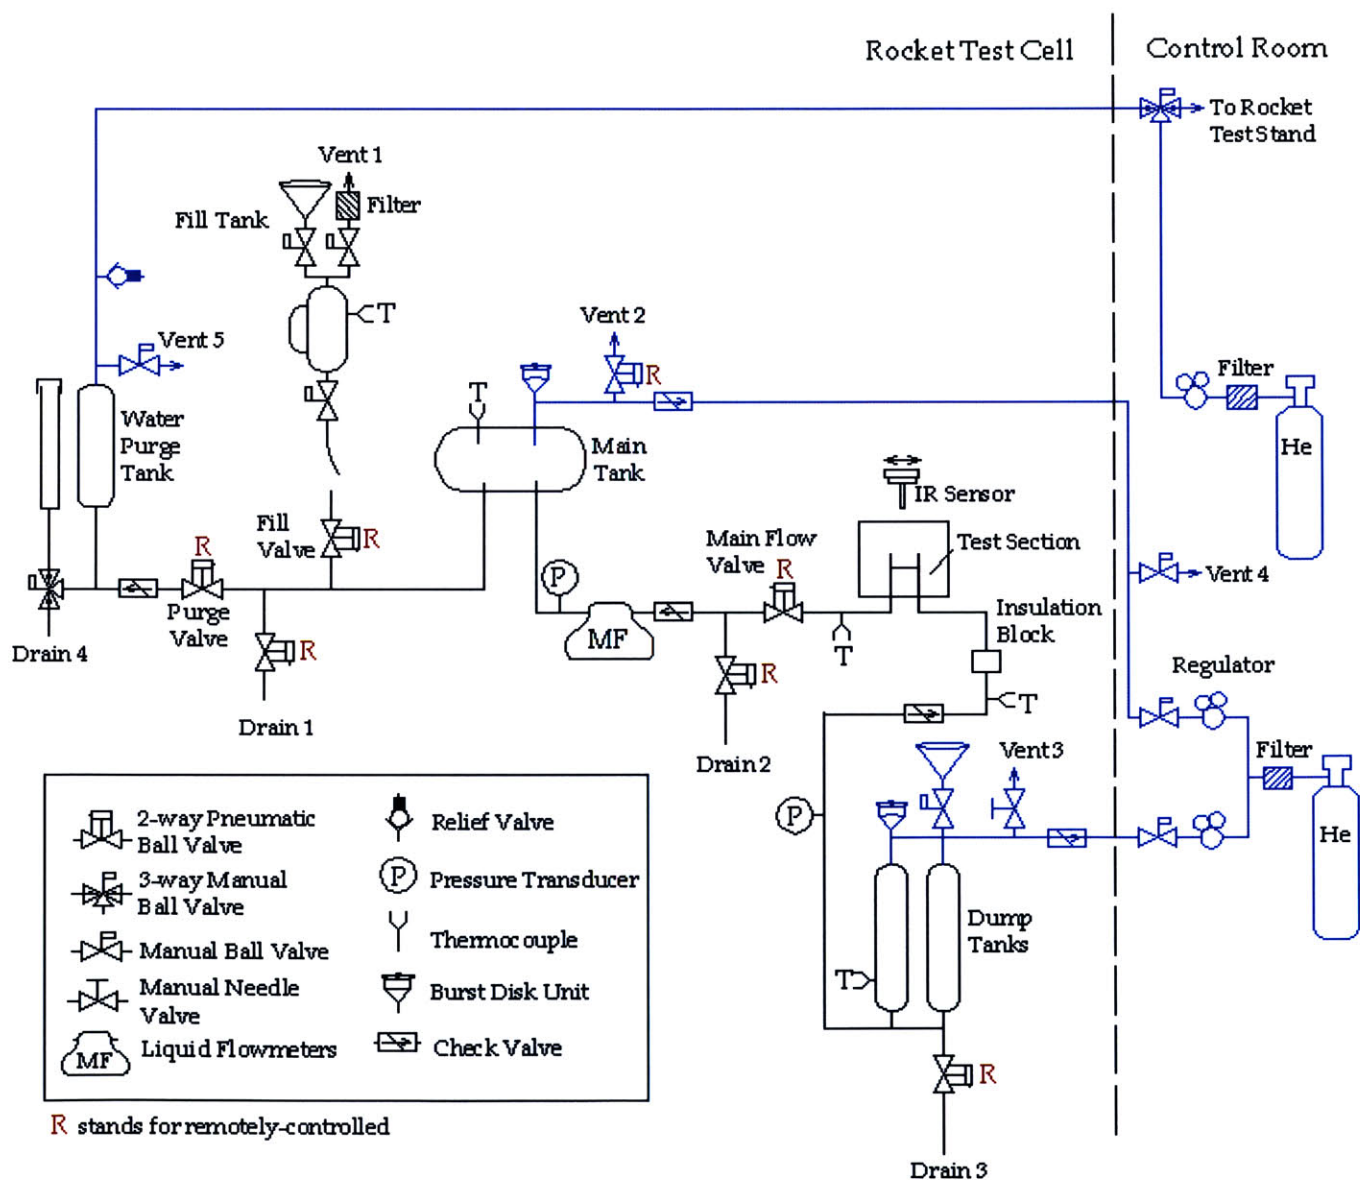 Rocket Test Cell
Control Room
To Rocket
Test Stand
Vent 1
Filter
Fill Tank
T
Vent 5
Vent 2
R
Filter
He
Water
Purge
Tank
T
Main
Tank
IR Sensor
Fill
Valve
R
Main Flow
Valve
R
Test Section
R
Purge
Valve
P
MF
Vent 4
Insulation
Block
Drain 4
R
T
R
Regulator
T
Drain 1
Drain 2
Vent 3
Filter
P
He
Dump
Tanks
T
R
Drain 3
2-way Pneumatic
Ball Valve
3-way Manual
Ball Valve
Manual Ball Valve
Manual Needle
Valve
MF
Liquid Flowmeters
Relief Valve
P
Pressure Transducer
Thermocouple
Burst Disk Unit
Check Valve
R stands for remotely-controlled